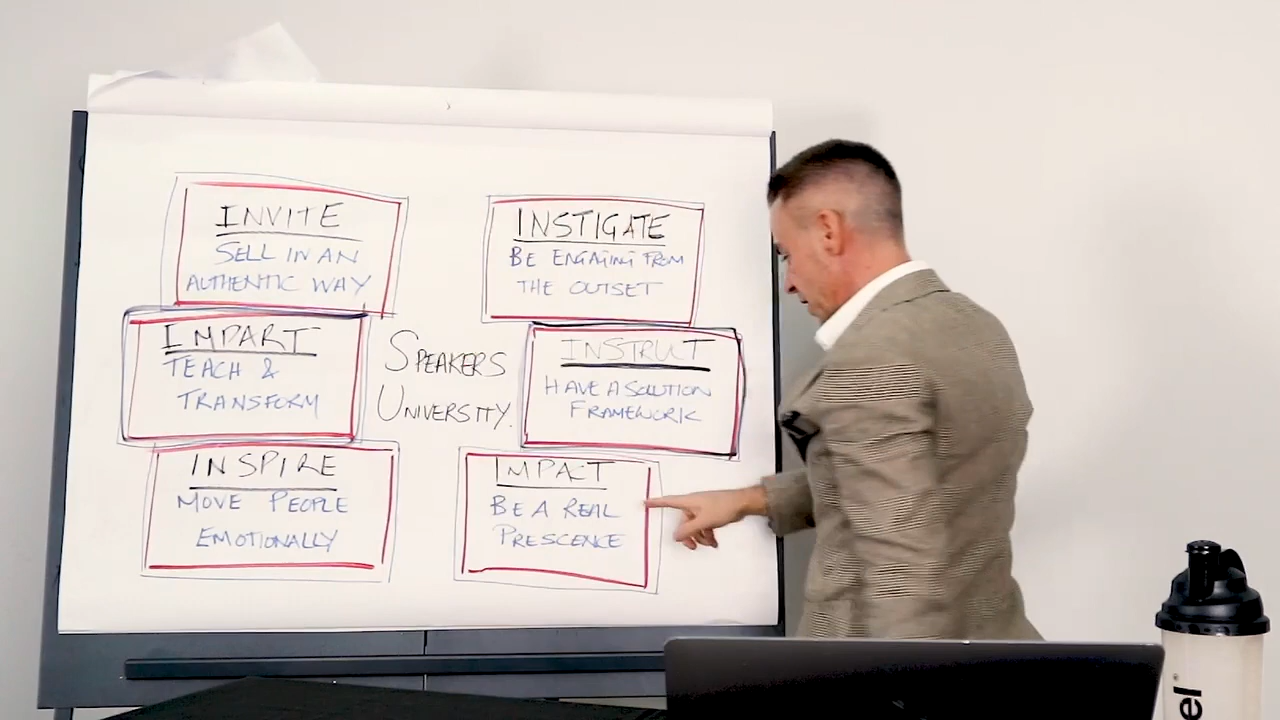 INVITE
SELL IN AN
AUTHENTIC WAY
INSTIGATE
BE ENGAGING FROM
THE OUTSET
IMPART
TEACH &
TRANSFORM
SPEAKERS
UNIVERSITY.
INSTRUCT
HAVE A SOLUTION
FRAMEWORK
INSPIRE
MOVE PEOPLE
EMOTIONALLY
IMPACT
BE A REAL
PRESCENCE
el